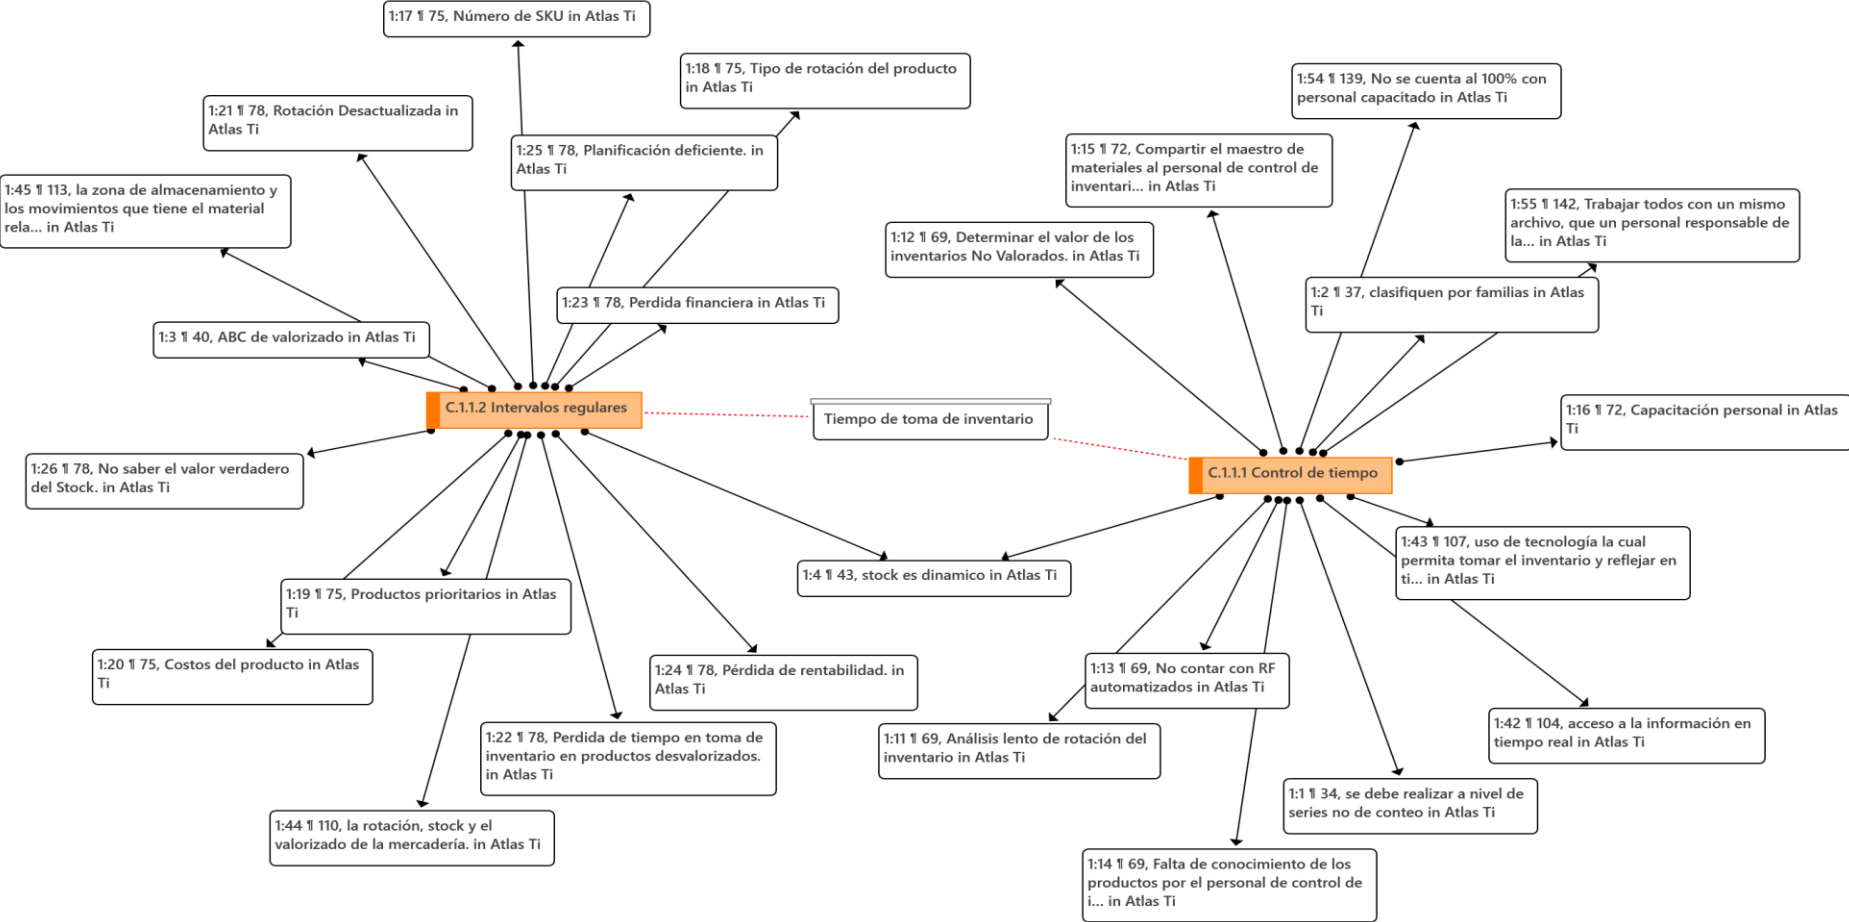 1:17 ¶ 75, Número de SKU in Atlas Ti
1:18 ¶ 75, Tipo de rotación del producto
in Atlas Ti
1:54 ¶ 139, No se cuenta al 100% con
personal capacitado in Atlas Ti
1:21 ¶ 78, Rotación Desactualizada in
Atlas Ti
1:25 ¶ 78, Planificación deficiente. in
Atlas Ti
1:15 ¶ 72, Compartir el maestro de
materiales al personal de control de
inventari... in Atlas Ti
1:45 ¶ 113, la zona de almacenamiento y
los movimientos que tiene el material
rela... in Atlas Ti
1:55 ¶ 142, Trabajar todos con un mismo
archivo, que un personal responsable de
la... in Atlas Ti
1:12 ¶ 69, Determinar el valor de los
inventarios No Valorados. in Atlas Ti
1:2 ¶ 37, clasifiquen por familias in Atlas
Ti
1:23 ¶ 78, Perdida financiera in Atlas Ti
1:3 ¶ 40, ABC de valorizado in Atlas Ti
C.1.1.2 Intervalos regulares
Tiempo de toma de inventario
1:16 ¶ 72, Capacitación personal in Atlas
Ti
C.1.1.1 Control de tiempo
1:26 ¶ 78, No saber el valor verdadero
del Stock. in Atlas Ti
1:43 ¶ 107, uso de tecnología la cual
permita tomar el inventario y reflejar en
ti... in Atlas Ti
1:4 ¶ 43, stock es dinamico in Atlas Ti
1:19 ¶ 75, Productos prioritarios in Atlas
Ti
1:20 ¶ 75, Costos del producto in Atlas
Ti
1:24 ¶ 78, Pérdida de rentabilidad. in
Atlas Ti
1:13 ¶ 69, No contar con RF
automatizados in Atlas Ti
1:42 ¶ 104, acceso a la información en
tiempo real in Atlas Ti
1:22 ¶ 78, Perdida de tiempo en toma de
inventario en productos desvalorizados.
in Atlas Ti
1:11 ¶ 69, Análisis lento de rotación del
inventario in Atlas Ti
1:1 ¶ 34, se debe realizar a nivel de
series no de conteo in Atlas Ti
1:44 ¶ 110, la rotación, stock y el
valorizado de la mercadería. in Atlas Ti
1:14 ¶ 69, Falta de conocimiento de los
productos por el personal de control de
i... in Atlas Ti